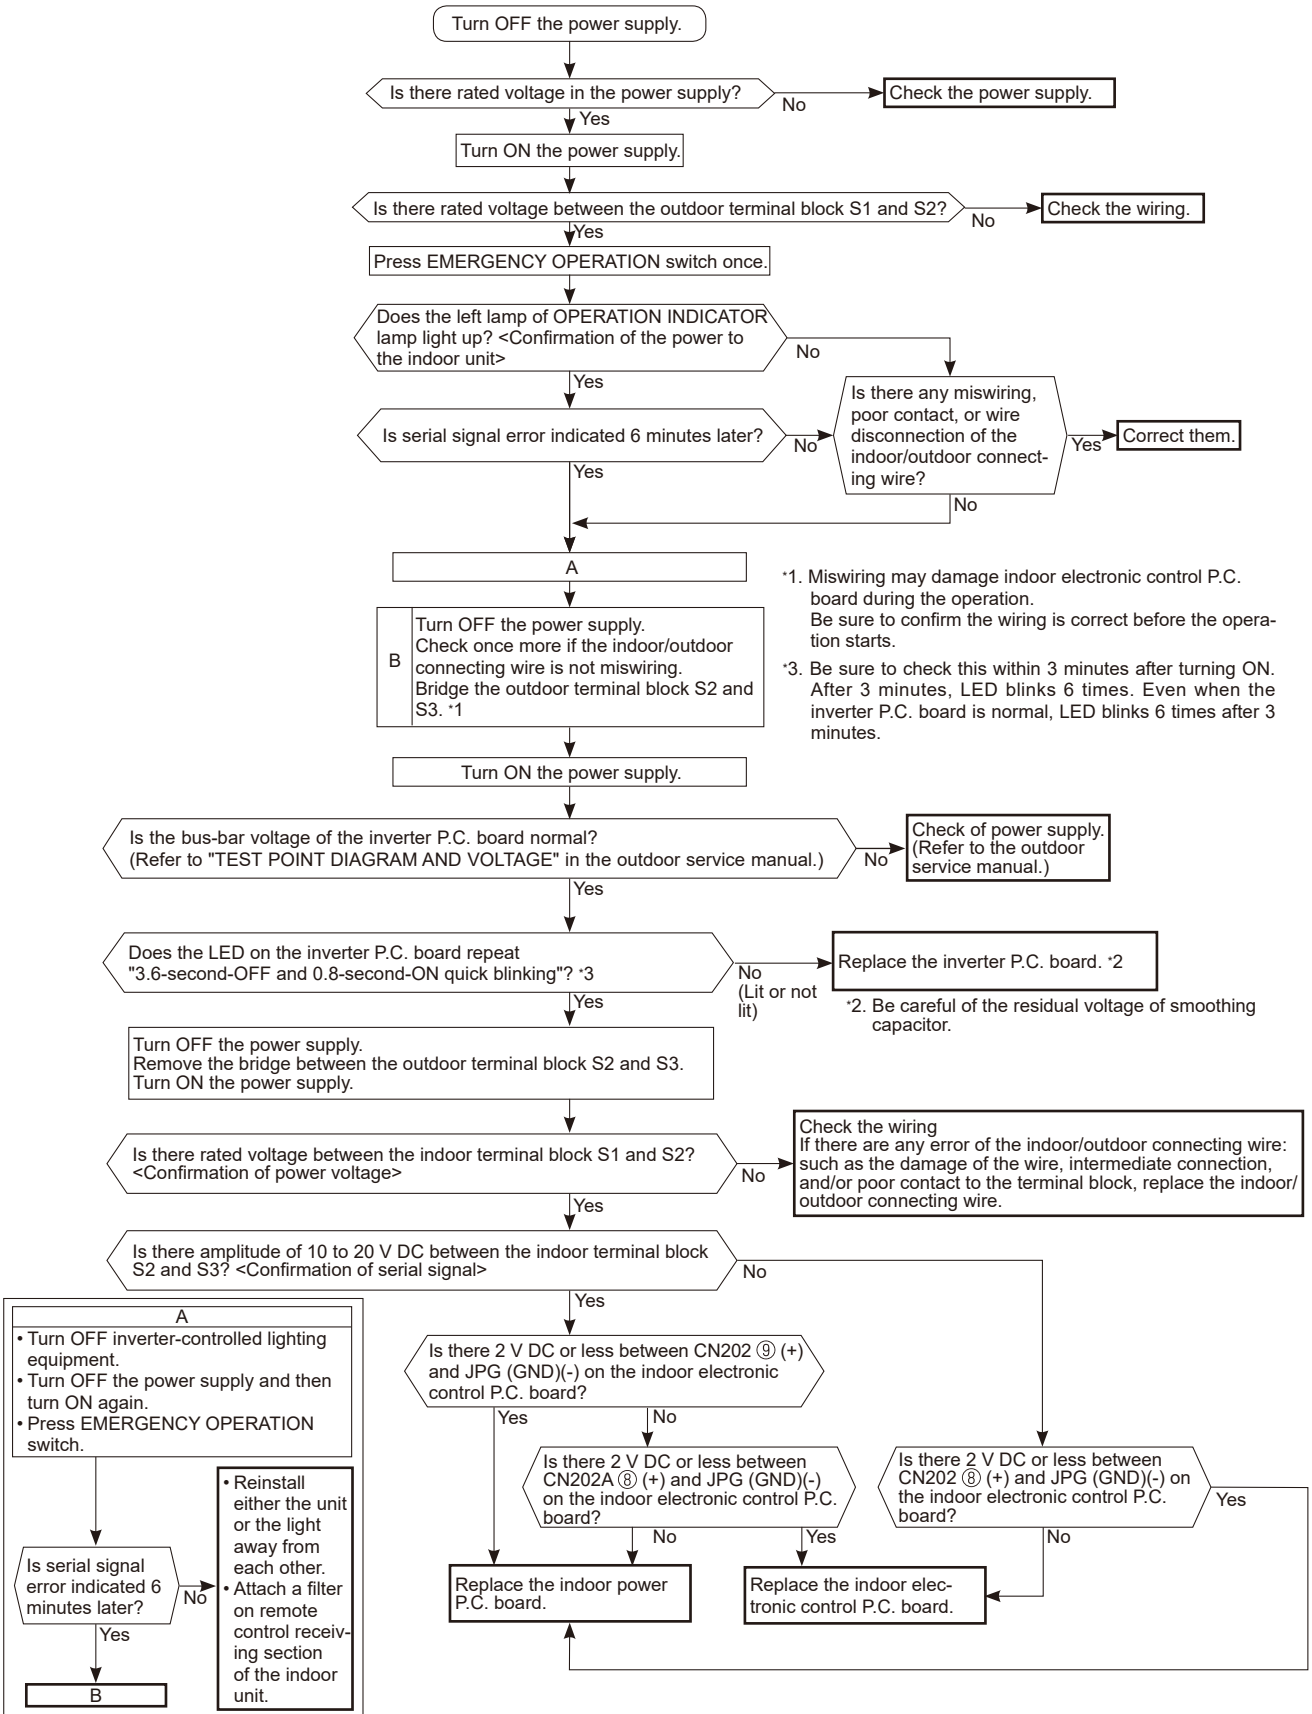 Turn OFF the power supply.
Is there rated voltage in the power supply?
No
Check the power supply.
Yes
Turn ON the power supply.
Is there rated voltage between the outdoor terminal block S1 and S2?
No
Check the wiring.
Yes
Press EMERGENCY OPERATION switch once.
Does the left lamp of OPERATION INDICATOR
lamp light up? <Confirmation of the power to
the indoor unit>
No
Yes
Is there any miswiring,
poor contact, or wire
disconnection of the
indoor/outdoor connect-
ing wire?
Yes
Correct them.
Is serial signal error indicated 6 minutes later?
No
Yes
No
A
B
Turn OFF the power supply.
Check once more if the indoor/outdoor
connecting wire is not miswiring.
Bridge the outdoor terminal block S2 and
S3. *1
*1. Miswiring may damage indoor electronic control P.C.
board during the operation.
Be sure to confirm the wiring is correct before the opera-
tion starts.
*3. Be sure to check this within 3 minutes after turning ON.
After 3 minutes, LED blinks 6 times. Even when the
inverter P.C. board is normal, LED blinks 6 times after 3
minutes.
Turn ON the power supply.
Is the bus-bar voltage of the inverter P.C. board normal?
(Refer to "TEST POINT DIAGRAM AND VOLTAGE" in the outdoor service manual.)
No
Check of power supply.
(Refer to the outdoor
service manual.)
Yes
Does the LED on the inverter P.C. board repeat
"3.6-second-OFF and 0.8-second-ON quick blinking"? *3
No
(Lit or not
lit)
Replace the inverter P.C. board. *2
*2. Be careful of the residual voltage of smoothing
capacitor.
Yes
Turn OFF the power supply.
Remove the bridge between the outdoor terminal block S2 and S3.
Turn ON the power supply.
Is there rated voltage between the indoor terminal block S1 and S2?
<Confirmation of power voltage>
No
Check the wiring
If there are any error of the indoor/outdoor connecting wire:
such as the damage of the wire, intermediate connection,
and/or poor contact to the terminal block, replace the indoor/
outdoor connecting wire.
Yes
Is there amplitude of 10 to 20 V DC between the indoor terminal block
S2 and S3? <Confirmation of serial signal>
No
Yes
Is there 2 V DC or less between CN202 ⑨ (+)
and JPG (GND)(-) on the indoor electronic
control P.C. board?
Yes
No
Is there 2 V DC or less between
CN202A ⑧ (+) and JPG (GND)(-)
on the indoor electronic control P.C.
board?
No
Yes
Is there 2 V DC or less between
CN202 ⑧ (+) and JPG (GND)(-) on
the indoor electronic control P.C.
board?
Yes
No
Replace the indoor power
P.C. board.
Replace the indoor elec-
tronic control P.C. board.
A
• Turn OFF inverter-controlled lighting
equipment.
• Turn OFF the power supply and then
turn ON again.
• Press EMERGENCY OPERATION
switch.
Is serial signal
error indicated 6
minutes later?
No
Yes
B
• Reinstall
either the unit
or the light
away from
each other.
• Attach a filter
on remote
control receiv-
ing section
of the indoor
unit.